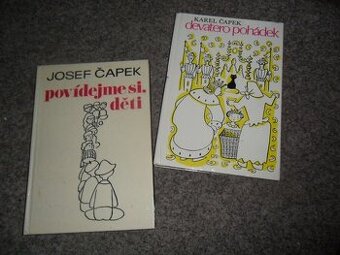 JOSEF ČAPEK
povídejme si,
děti
KAREL ČAPEK
devatero pohádek